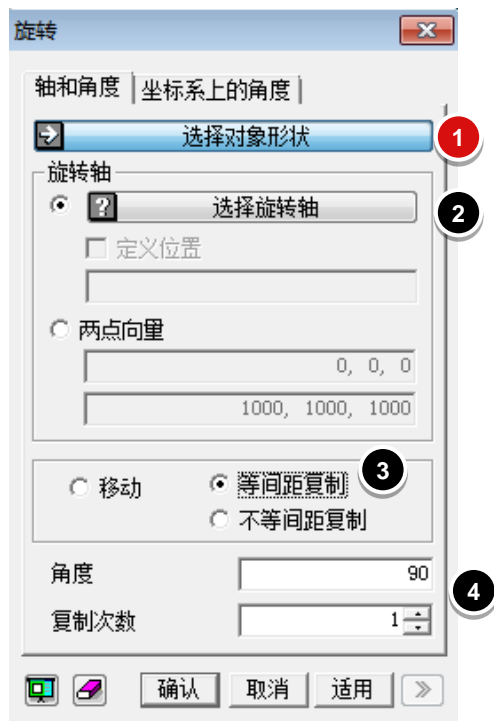 旋转
轴和角度 坐标系上的角度
选择对象形状 1
旋转轴
? 选择旋转轴 2
定义位置
两点向量
0, 0, 0
1000, 1000, 1000
移动 等间距复制 3
不等间距复制
角度 90
4
复制次数 1
确认 取消 适用